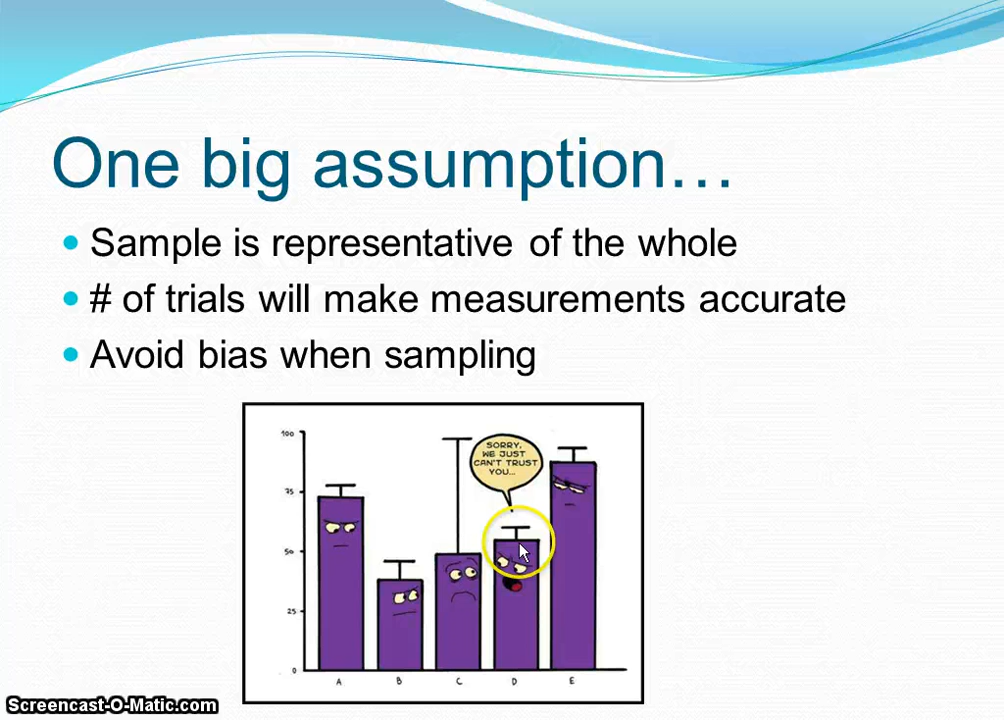 One big assumption…
Sample is representative of the whole
# of trials will make measurements accurate
Avoid bias when sampling
100
75
50
25
0
SORRY,
WE JUST
CAN'T TRUST
YOU...
A B C D E
Screencast-O-Matic.com